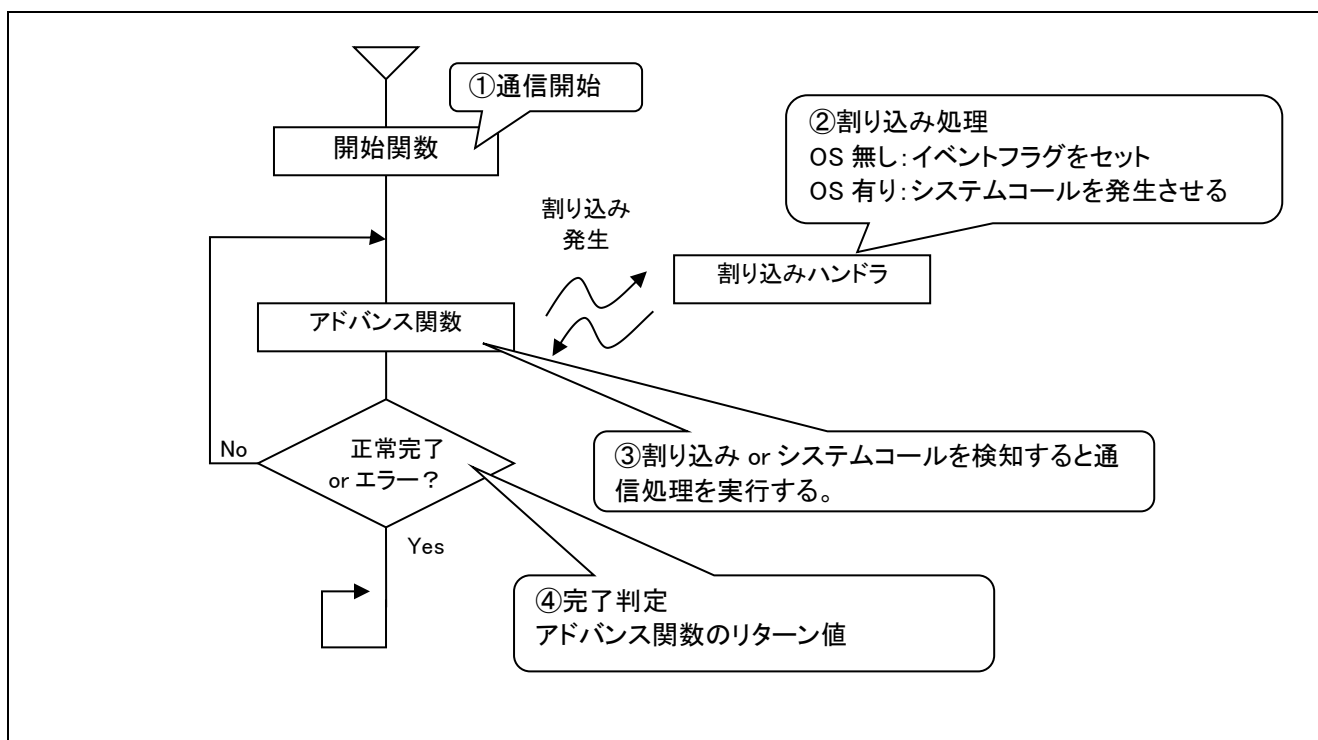 ①通信開始
開始関数
②割り込み処理
OS 無し：イベントフラグをセット
OS 有り：システムコールを発生させる
割り込み
発生
割り込みハンドラ
アドバンス関数
No
正常完了
or エラー？
③割り込み or システムコールを検知すると通
信処理を実行する。
Yes
④完了判定
アドバンス関数のリターン値